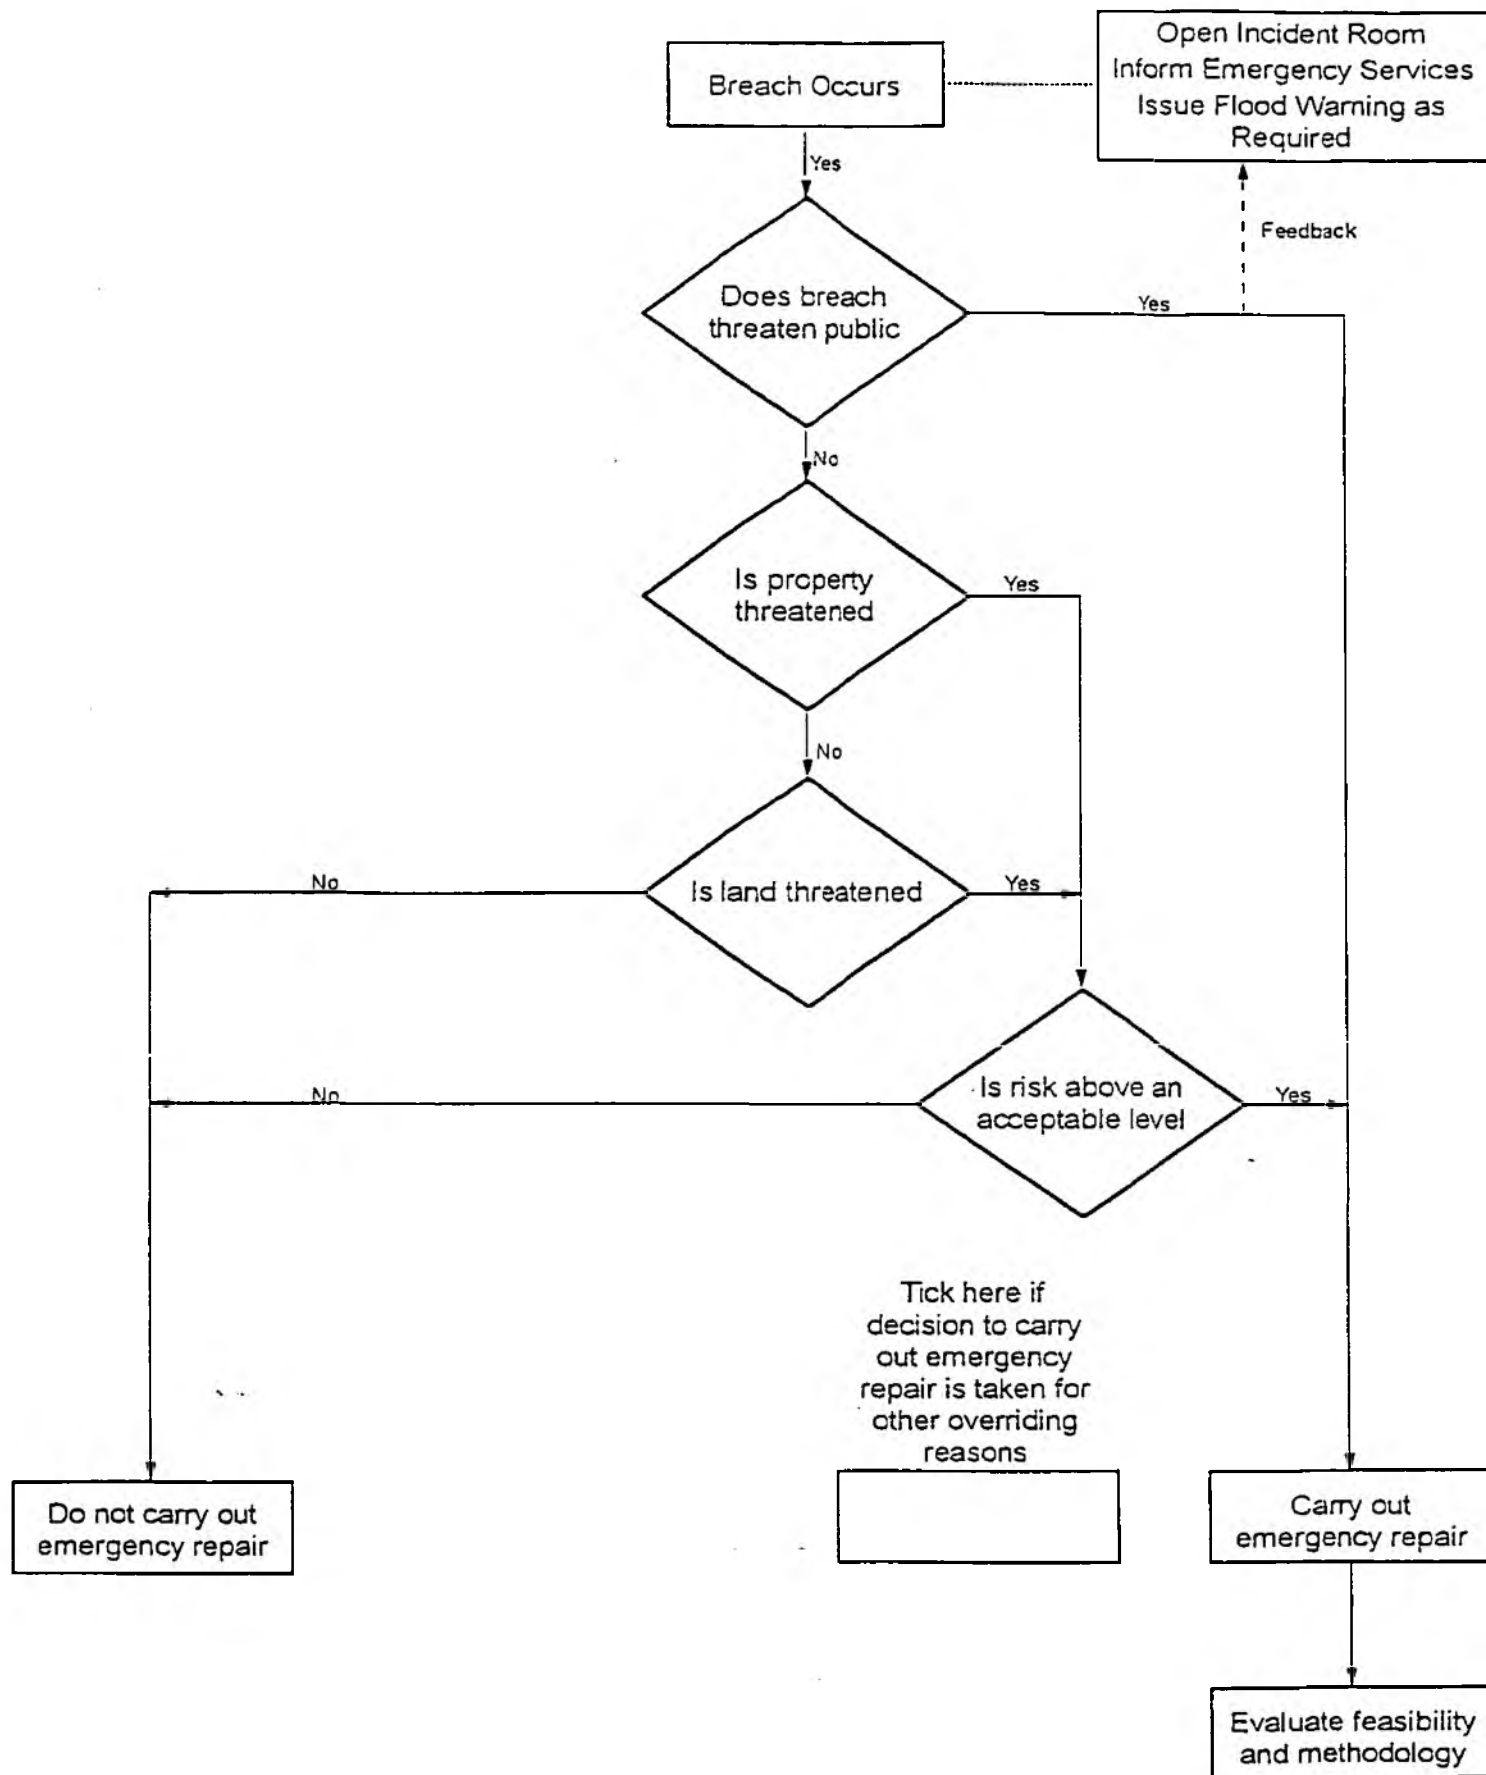 Breach Occurs
Open Incident Room
Inform Emergency Services
Issue Flood Warning as
Required
Yes
Feedback
Does breach
threaten public
Yes
No
Is property
threatened
Yes
No
Is land threatened
No
Yes
Is risk above an
acceptable level
No
Yes
Tick here if
decision to carry
out emergency
repair is taken for
other overriding
reasons
Do not carry out
emergency repair
Carry out
emergency repair
Evaluate feasibility
and methodology